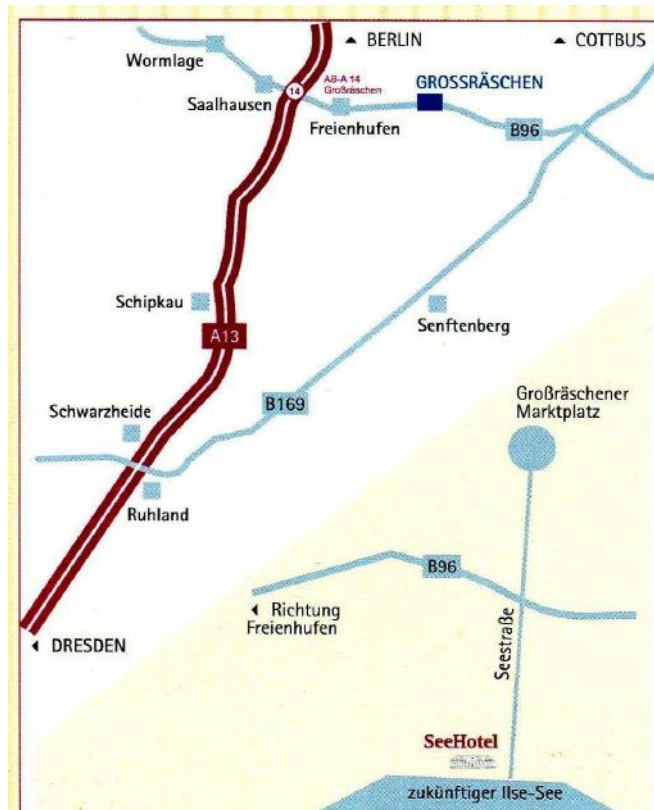 BERLIN
COTTBUS
Wormlage
AB-A 14
Großräschen
GROSSRÄSCHEN
Saalhausen
14
Freienhufen
B96
Schipkau
A13
Senftenberg
B169
Großräschener
Marktplatz
Schwarzheide
Ruhland
B96
Richtung
Freienhufen
Seestraße
DRESDEN
SeeHotel
zukünftiger Ilse-See